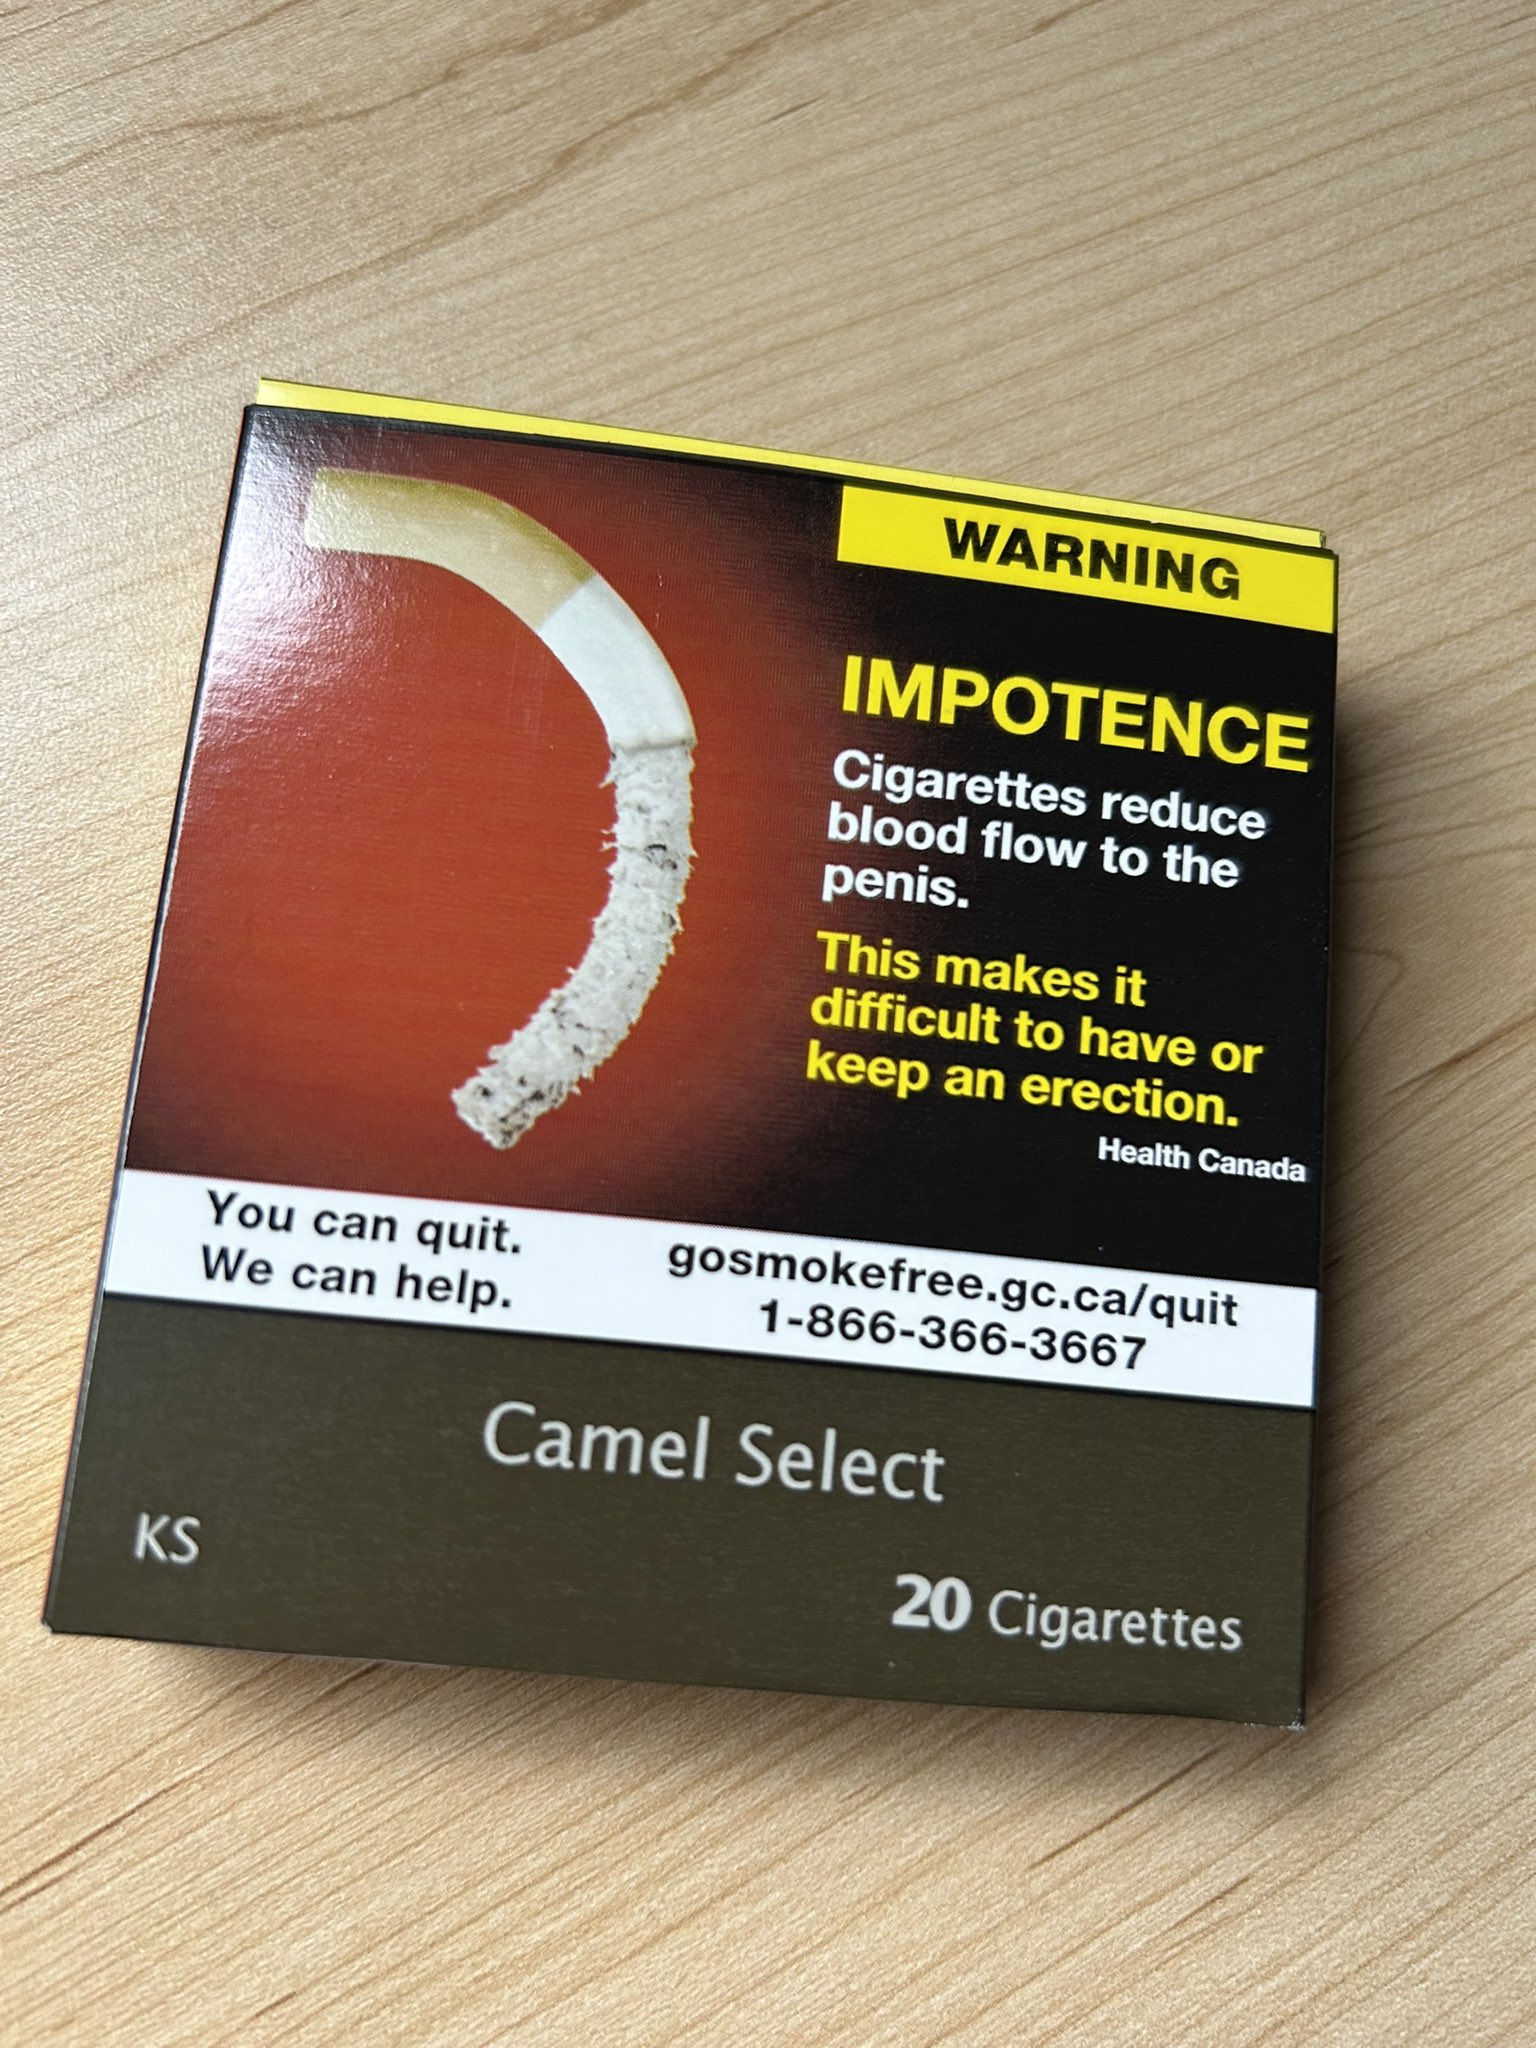 WARNING
IMPOTENCE
Cigarettes reduce
blood flow to the
penis.
This makes it
difficult to have or
keep an erection.
Health Canada
You can quit.
We can help.
gosmokefree.gc.ca/quit
1-866-366-3667
Camel Select
KS
20 Cigarettes